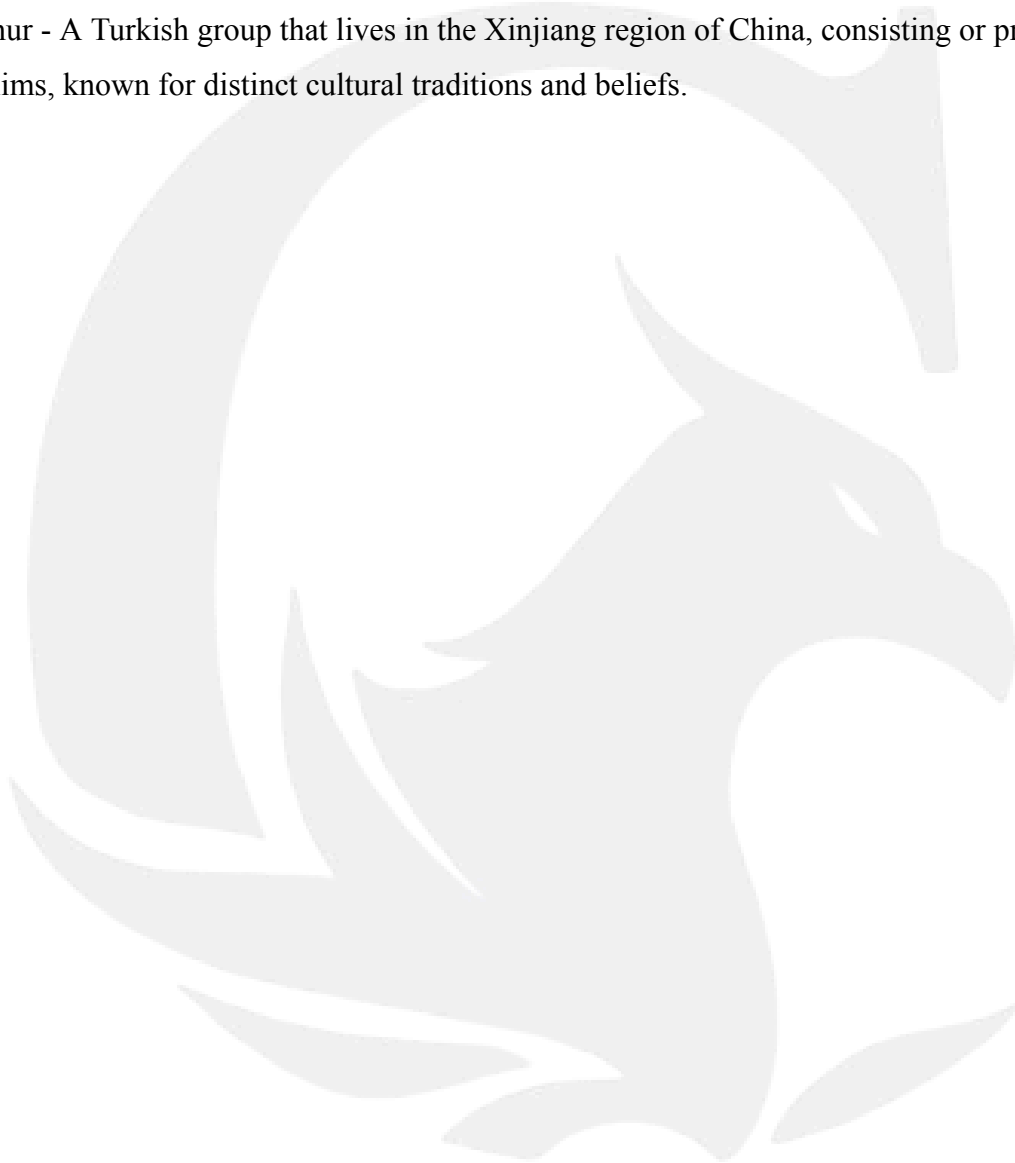 hur - A Turkish group that lives in the Xinjiang region of China, consisting or pr
ims, known for distinct cultural traditions and beliefs.